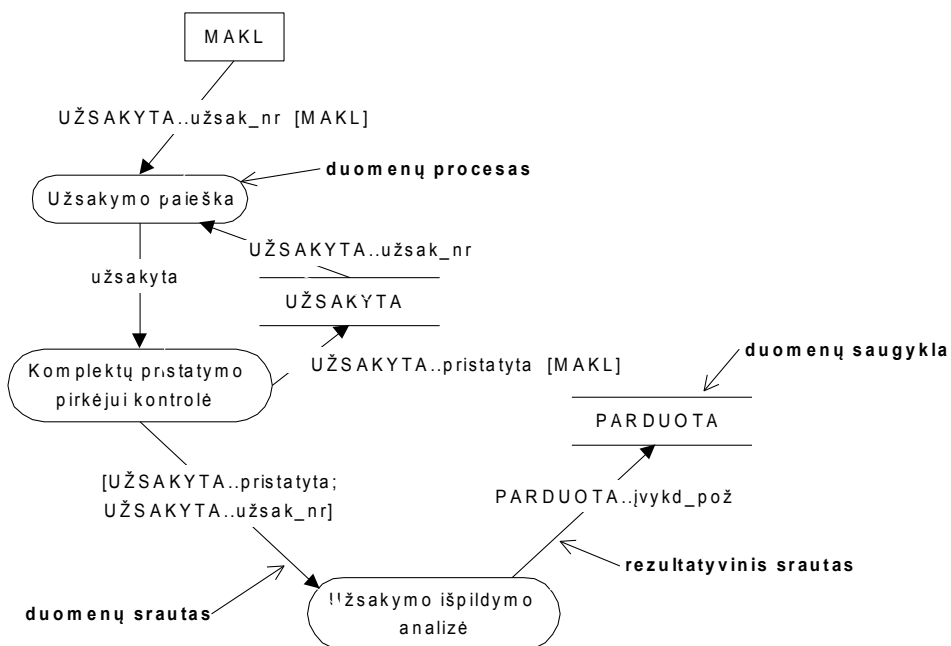 MAKL
UŽSAKYTA..užsak_nr [MAKL]
duomenų procesas
Užsakymo paieška
UŽSAKYTA..užsak_nr
užsakyta
UŽSAKYTA
UŽSAKYTA..pristatyta [MAKL]
duomenų saugykla
Komplektų pristatymo
pirkėjui kontrolė
PARDUOTA
[UŽSAKYTA..pristatyta;
UŽSAKYTA..užsak_nr]
PARDUOTA..įvykd_pož
rezultatyvinis srautas
duomenų srautas
Užsakymo išpildymo
analizė